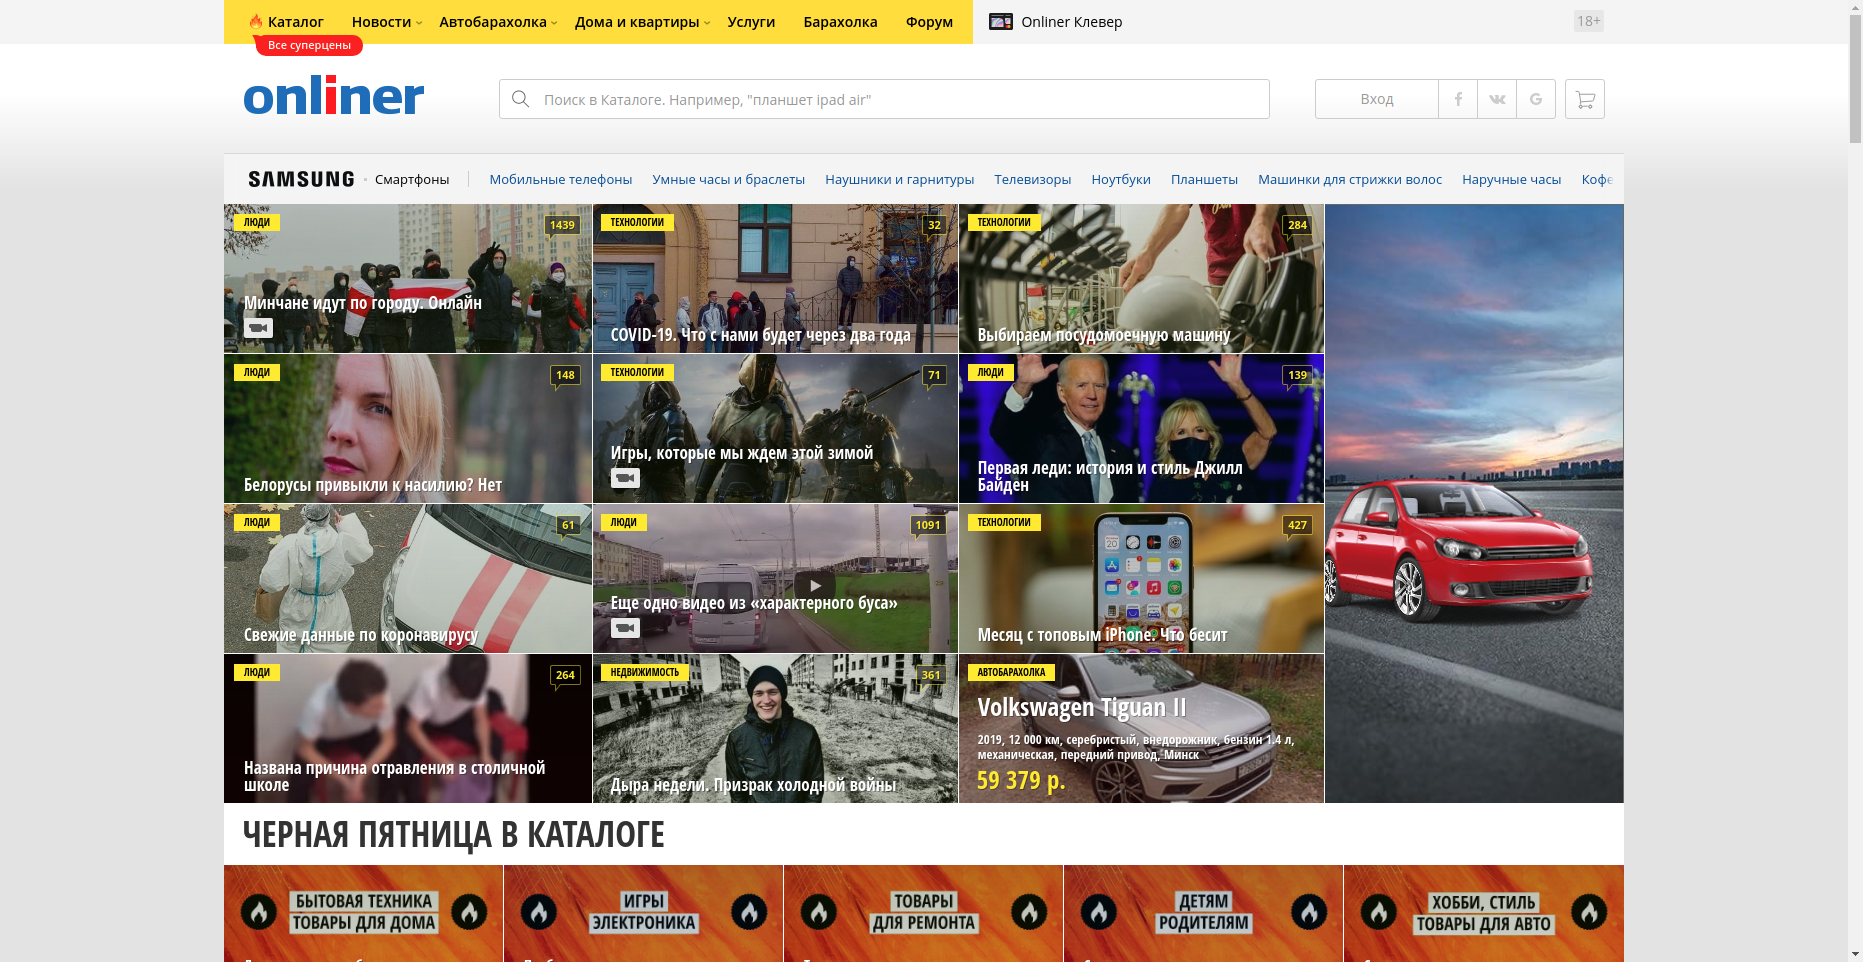 Каталог Новости Автобарахолка Дома и квартиры Услуги Барахолка Форум Onliner Клевер 18+
Все суперцены
onliner
Поиск в Каталоге. Например, "планшет ipad air"
Вход
SAMSUNG Смартфоны Мобильные телефоны Умные часы и браслеты Наушники и гарнитуры Телевизоры Ноутбуки Планшеты Машинки для стрижки волос Наручные часы Кофе
ЛЮДИ 1439
Минчане идут по городу. Онлайн
ТЕХНОЛОГИИ 32
COVID-19. Что с нами будет через два года
ТЕХНОЛОГИИ 284
Выбираем посудомоечную машину
ЛЮДИ 148
Белорусы привыкли к насилию? Нет
ТЕХНОЛОГИИ 71
Игры, которые мы ждем этой зимой
ЛЮДИ 139
Первая леди: история и стиль Джилл
Байден
ЛЮДИ 61
Свежие данные по коронавирусу
ЛЮДИ 1091
Еще одно видео из «характерного буса»
ТЕХНОЛОГИИ 427
Месяц с топовым iPhone. Что бесит
ЛЮДИ 264
Названа причина отравления в столичной
школе
НЕДВИЖИМОСТЬ 361
Дыра недели. Призрак холодной войны
АВТОБАРАХОЛКА
Volkswagen Tiguan II
2019, 12 000 км, серебристый, внедорожник, бензин 1.4 л,
механическая, передний привод, Минск
59 379 р.
ЧЕРНАЯ ПЯТНИЦА В КАТАЛОГЕ
БЫТОВАЯ ТЕХНИКА
ТОВАРЫ ДЛЯ ДОМА
ИГРЫ
ЭЛЕКТРОНИКА
ТОВАРЫ
ДЛЯ РЕМОНТА
ДЕТЯМ
РОДИТЕЛЯМ
ХОББИ, СТИЛЬ
ТОВАРЫ ДЛЯ АВТО